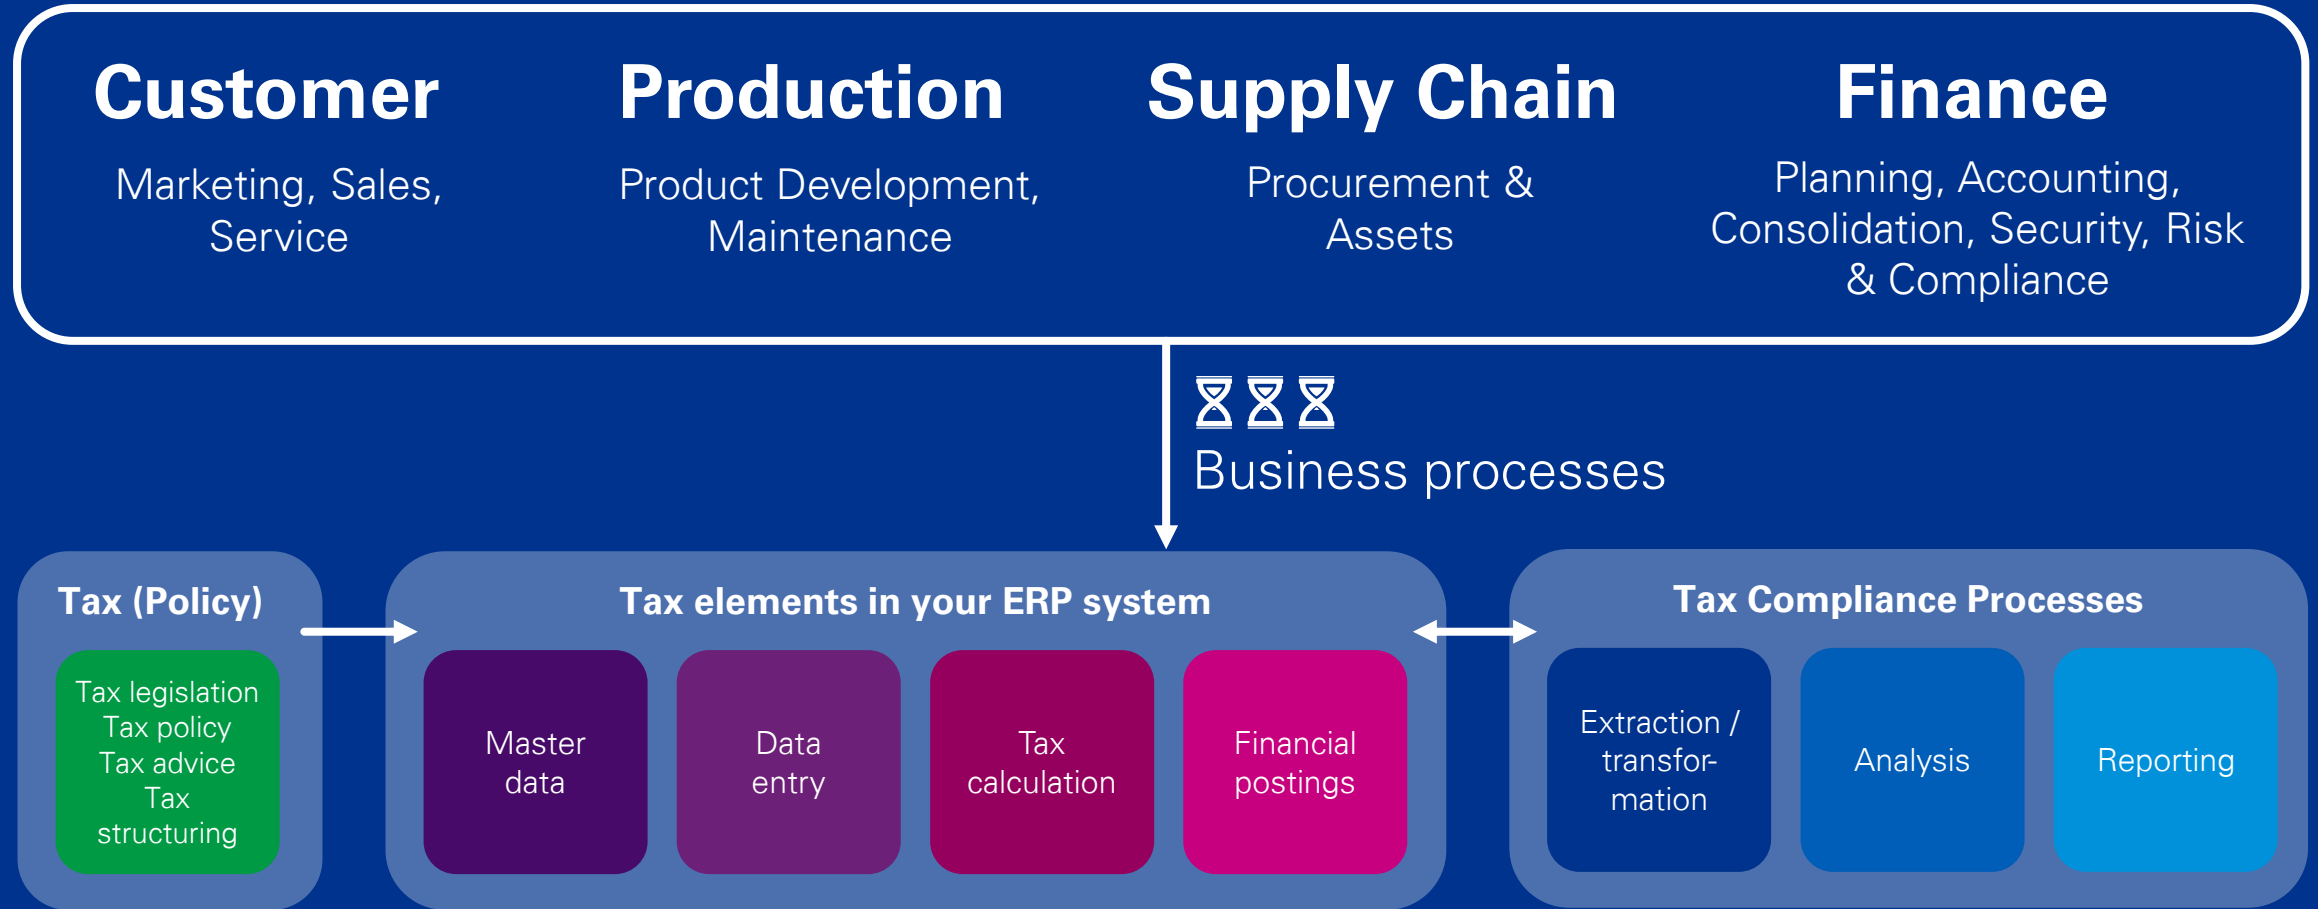 Customer
Marketing, Sales,
Service
Production
Product Development,
Maintenance
Supply Chain
Procurement &
Assets
Finance
Planning, Accounting,
Consolidation, Security, Risk
& Compliance
Business processes
Tax (Policy)
Tax legislation
Tax policy
Tax advice
Tax
structuring
Tax elements in your ERP system
Master
data
Data
entry
Tax
calculation
Financial
postings
Tax Compliance Processes
Extraction /
transfor-
mation
Analysis
Reporting